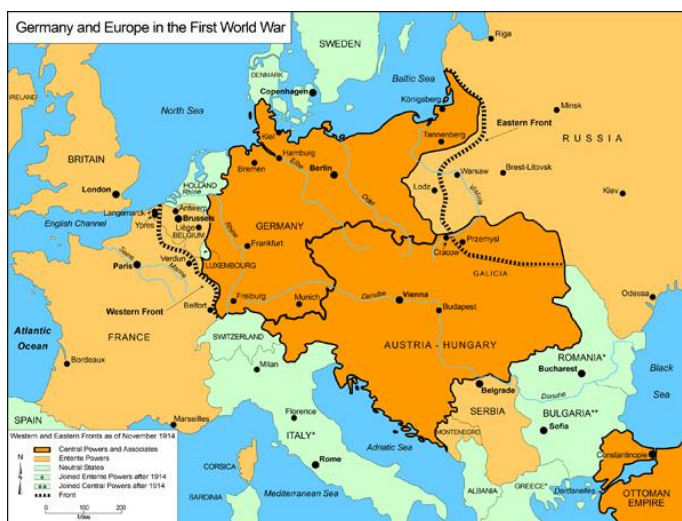 Germany and Europe in the First World War
SWEDEN
Riga
DENMARK
Copenhagen
Baltic Sea
North Sea
Königsberg
Minsk
IRELAND
Eastern Front
Kiel
Tannenberg
RUSSIA
BRITAIN
Hamburg
HOLLAND
Bremen
Elbe
Berlin
Warsaw
Brest-Litovsk
Rhine
Oder
Vistula
London
Antwerp
Lodz
Kiev
Langemarck
Brussels
English Channel
Ypres
Liège
Rhine
GERMANY
BELGIUM
Przemysl
Frankfurt
Cracow
Seine
Verdun
LUXEMBOURG
GALICIA
Paris
Marne
Western Front
Freiburg
Munich
Danube
Vienna
Belfort
Budapest
Odessa
Atlantic
Ocean
FRANCE
AUSTRIA - HUNGARY
SWITZERLAND
ROMANIA*
Bordeaux
Milan
Bucharest
Black
Sea
Belgrade
Danube
Florence
SERBIA
BULGARIA**
SPAIN
Marseilles
ITALY*
MONTENEGRO
Sofia
Adriatic Sea
Western and Eastern Fronts as of November 1914
Central Powers and Associates
Constantinople
Entente Powers
CORSICA
Rome
N
Neutral States
* Joined Entente Powers after 1914
** Joined Central Powers after 1914
Front
ALBANIA
GREECE*
Dardanelles
OTTOMAN
EMPIRE
Mediterranean Sea
0 100 200
Miles
SARDINIA